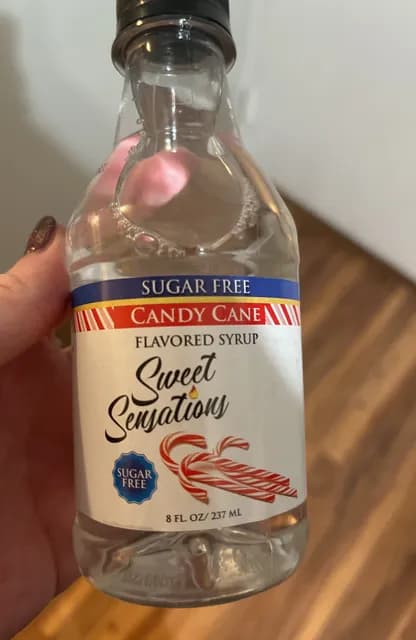 SUGAR FREE
CANDY CANE
FLAVORED SYRUP
Sweet
Sensations
SUGAR
FREE
8 FL. OZ/ 237 ML